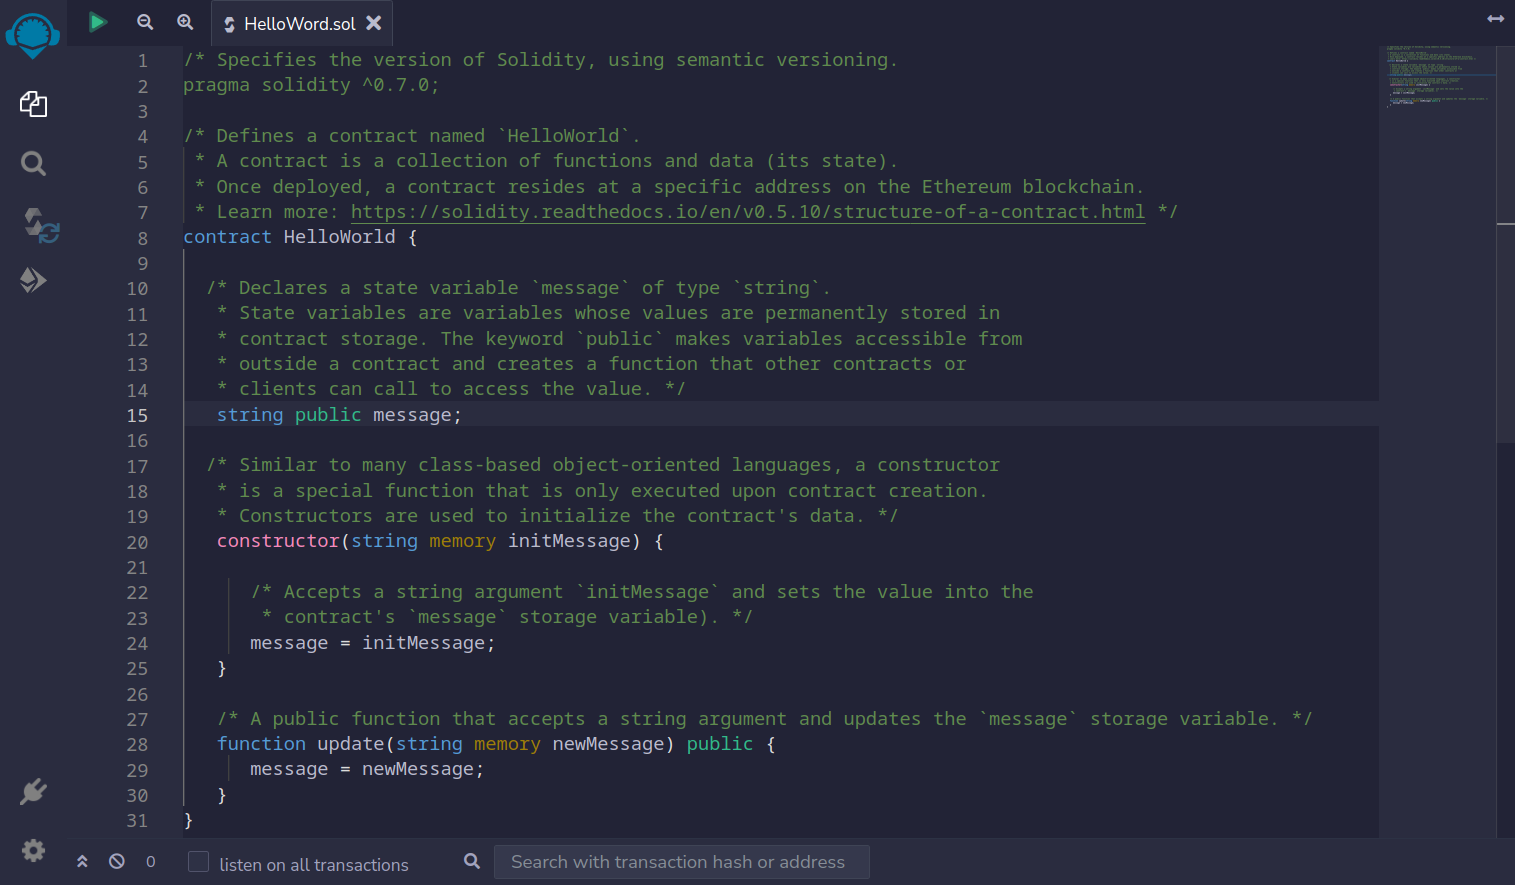 HelloWord.sol
1 /* Specifies the version of Solidity, using semantic versioning.
2 pragma solidity ^0.7.0;
3
4 /* Defines a contract named `HelloWorld`.
5 * A contract is a collection of functions and data (its state).
6 * Once deployed, a contract resides at a specific address on the Ethereum blockchain.
7 * Learn more: https://solidity.readthedocs.io/en/v0.5.10/structure-of-a-contract.html */
8 contract HelloWorld {
9
10 /* Declares a state variable `message` of type `string`.
11 * State variables are variables whose values are permanently stored in
12 * contract storage. The keyword `public` makes variables accessible from
13 * outside a contract and creates a function that other contracts or
14 * clients can call to access the value. */
15 string public message;
16
17 /* Similar to many class-based object-oriented languages, a constructor
18 * is a special function that is only executed upon contract creation.
19 * Constructors are used to initialize the contract's data. */
20 constructor(string memory initMessage) {
21
22 /* Accepts a string argument `initMessage` and sets the value into the
23 * contract's `message` storage variable). */
24 message = initMessage;
25 }
26
27 /* A public function that accepts a string argument and updates the `message` storage variable. */
28 function update(string memory newMessage) public {
29 message = newMessage;
30 }
31 }
0 listen on all transactions Search with transaction hash or address